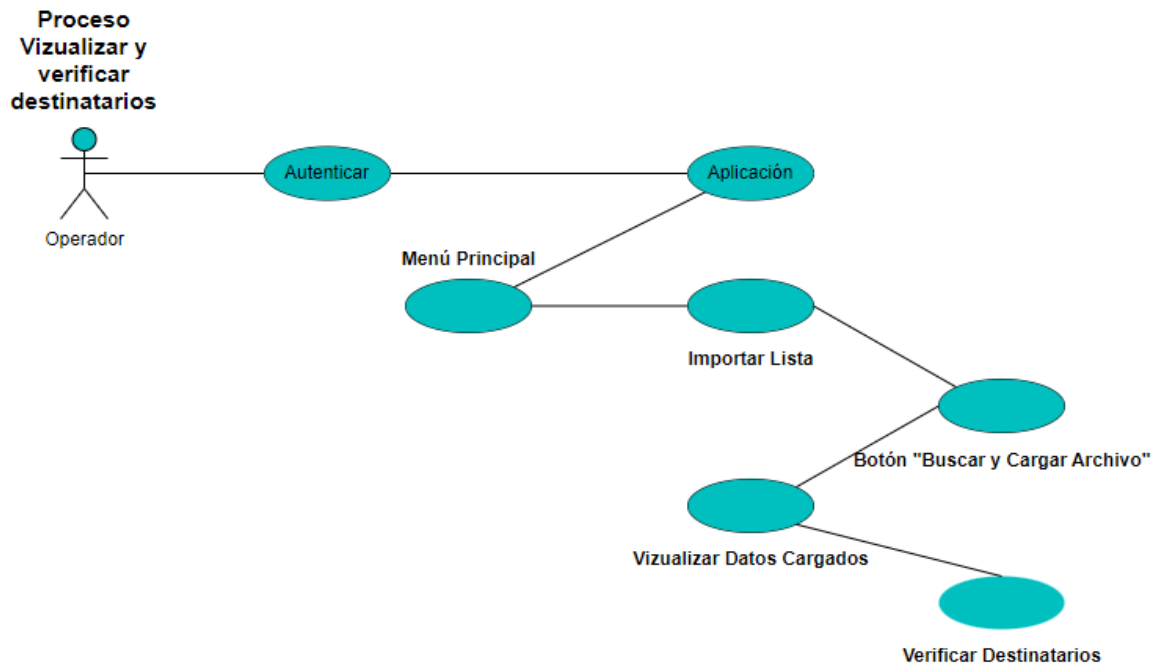 Proceso
Vizualizar y
verificar
destinatarios
Autenticar
Aplicación
Operador
Menú Principal
Importar Lista
Botón "Buscar y Cargar Archivo"
Vizualizar Datos Cargados
Verificar Destinatarios